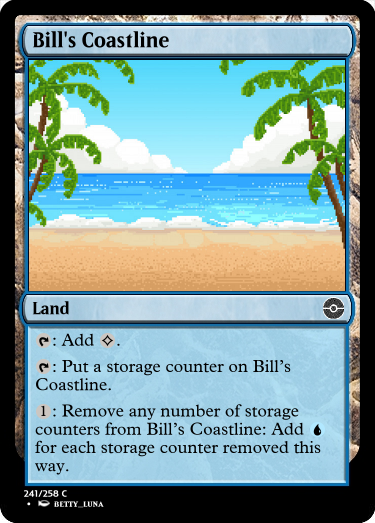 Bill's Coastline
Land
: Add .
: Put a storage counter on Bill's
Coastline.
1: Remove any number of storage
counters from Bill's Coastline: Add
for each storage counter removed this
way.
241/258 C
• BETTY_LUNA